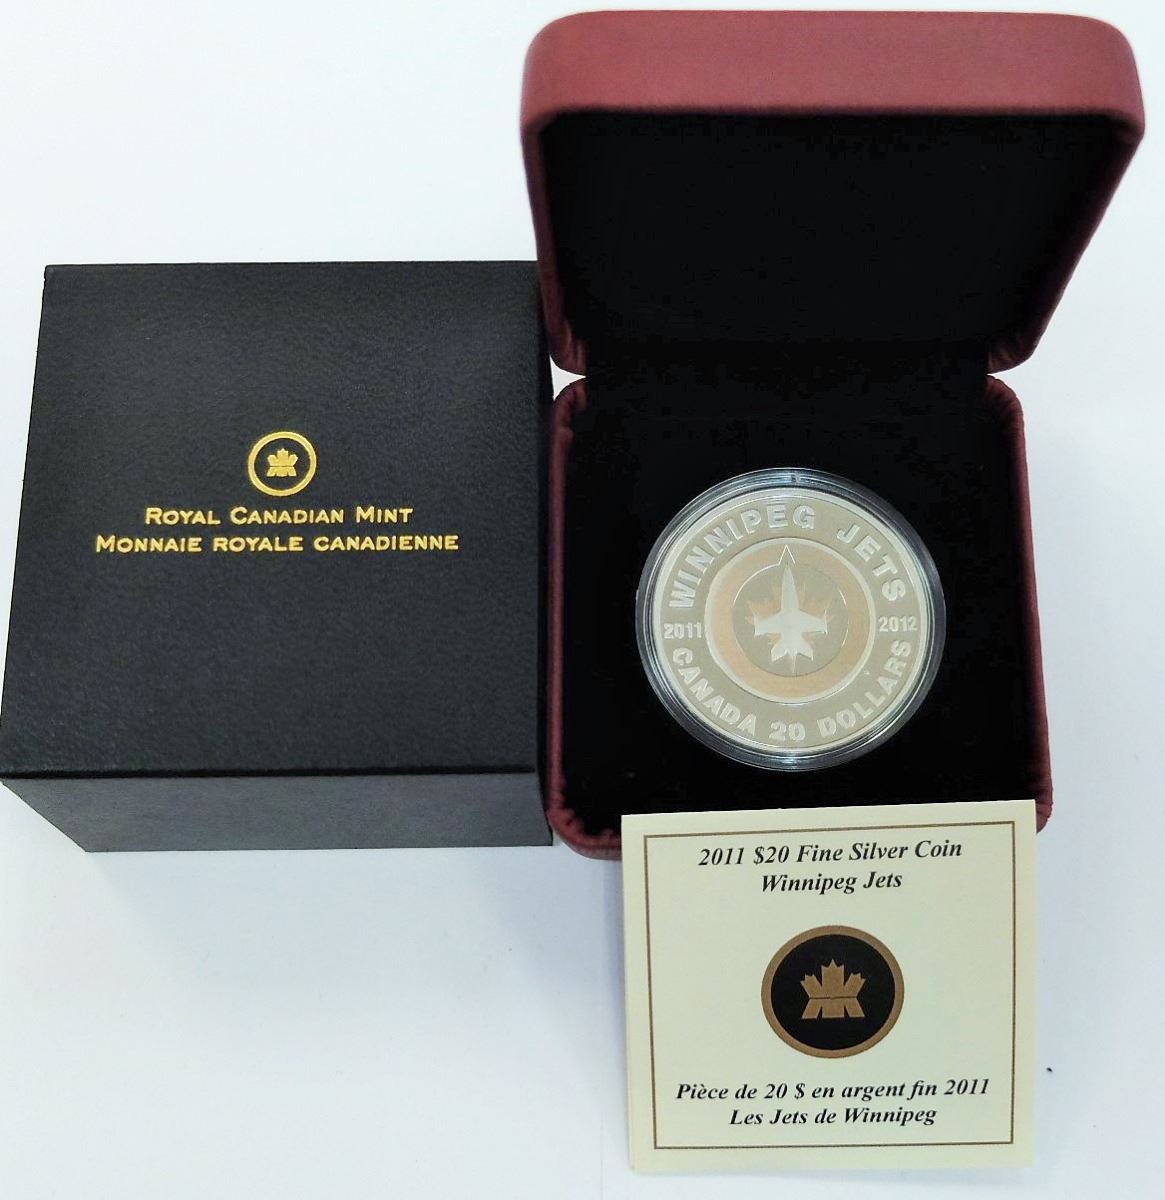 ROYAL CANADIAN MINT
MONNAIE ROYALE CANADIENNE
WINNIPEG JETS
2011 2012
CANADA 20 DOLLARS
2011 $20 Fine Silver Coin
Winnipeg Jets
Pièce de 20 $ en argent fin 2011
Les Jets de Winnipeg